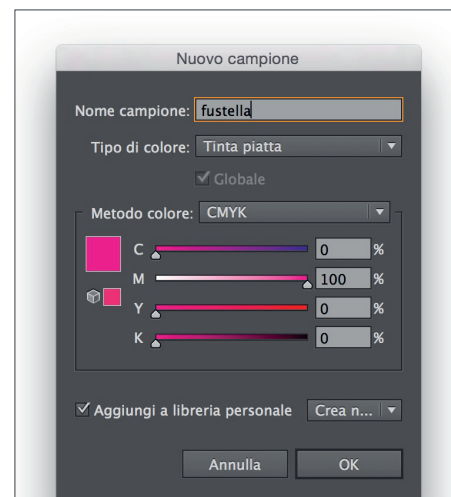 Nuovo campione
Nome campione: fustella
Tipo di colore: Tinta piatta
Globale
Metodo colore: CMYK
C 0 %
M 100 %
Y 0 %
K 0 %
Aggiungi a libreria personale Crea n...
Annulla OK